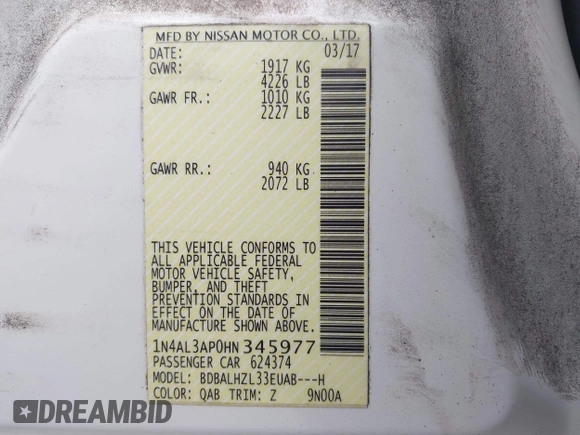 MFD BY NISSAN MOTOR CO., LTD.
DATE: 03/17
GVWR: 1917 KG
4226 LB
GAWR FR.: 1010 KG
2227 LB
GAWR RR.: 940 KG
2072 LB
THIS VEHICLE CONFORMS TO
ALL APPLICABLE FEDERAL
MOTOR VEHICLE SAFETY,
BUMPER, AND THEFT
PREVENTION STANDARDS IN
EFFECT ON THE DATE OF
MANUFACTURE SHOWN ABOVE.
1N4AL3AP0HN345977
PASSENGER CAR 624374
MODEL: BDBALHZL33EUAB---H
COLOR: QAB TRIM: Z 9N00A
DREAMBID